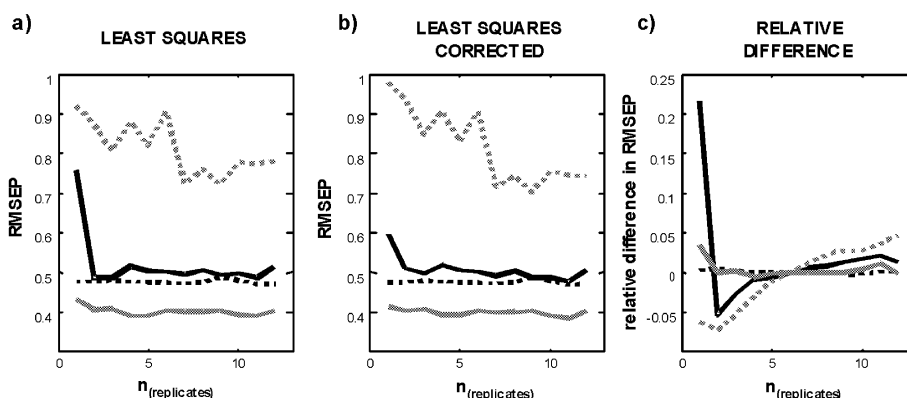 a)
LEAST SQUARES
RMSEP
1
0.9
0.8
0.7
0.6
0.5
0.4
0
5
10
n(replicates)
b)
LEAST SQUARES
CORRECTED
RMSEP
1
0.9
0.8
0.7
0.6
0.5
0.4
0
5
10
n(replicates)
c)
RELATIVE
DIFFERENCE
relative difference in RMSEP
0.25
0.2
0.15
0.1
0.05
0
-0.05
0
5
10
n(replicates)